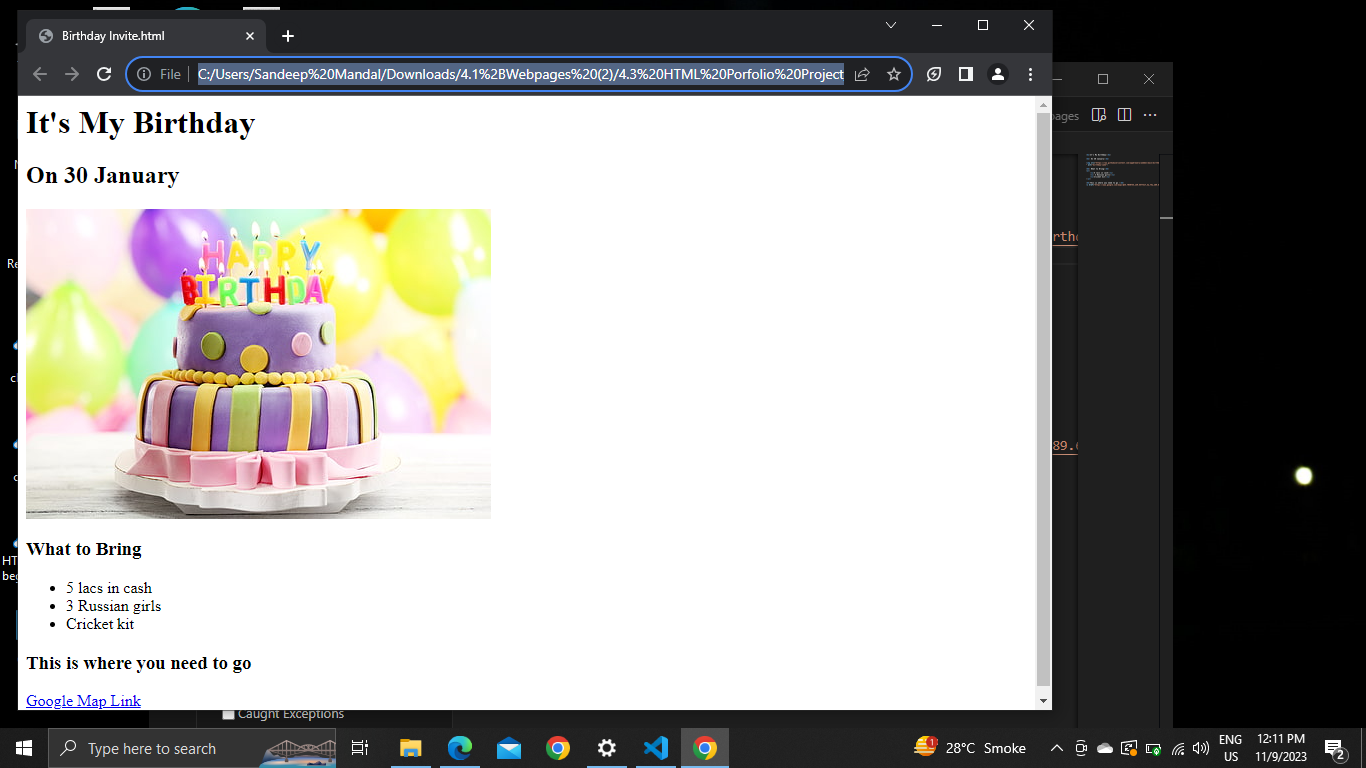 Birthday Invite.html
File
C:/Users/Sandeep%20Mandal/Downloads/4.1%2BWebpages%20(2)/4.3%20HTML%20Porfolio%20Project
It's My Birthday
On 30 January
HAPPY
BIRTHDAY
What to Bring
5 lacs in cash
3 Russian girls
Cricket kit
This is where you need to go
Google Map Link
Caught Exceptions
Type here to search
1
28°C Smoke
ENG
US
12:11 PM
11/9/2023
2